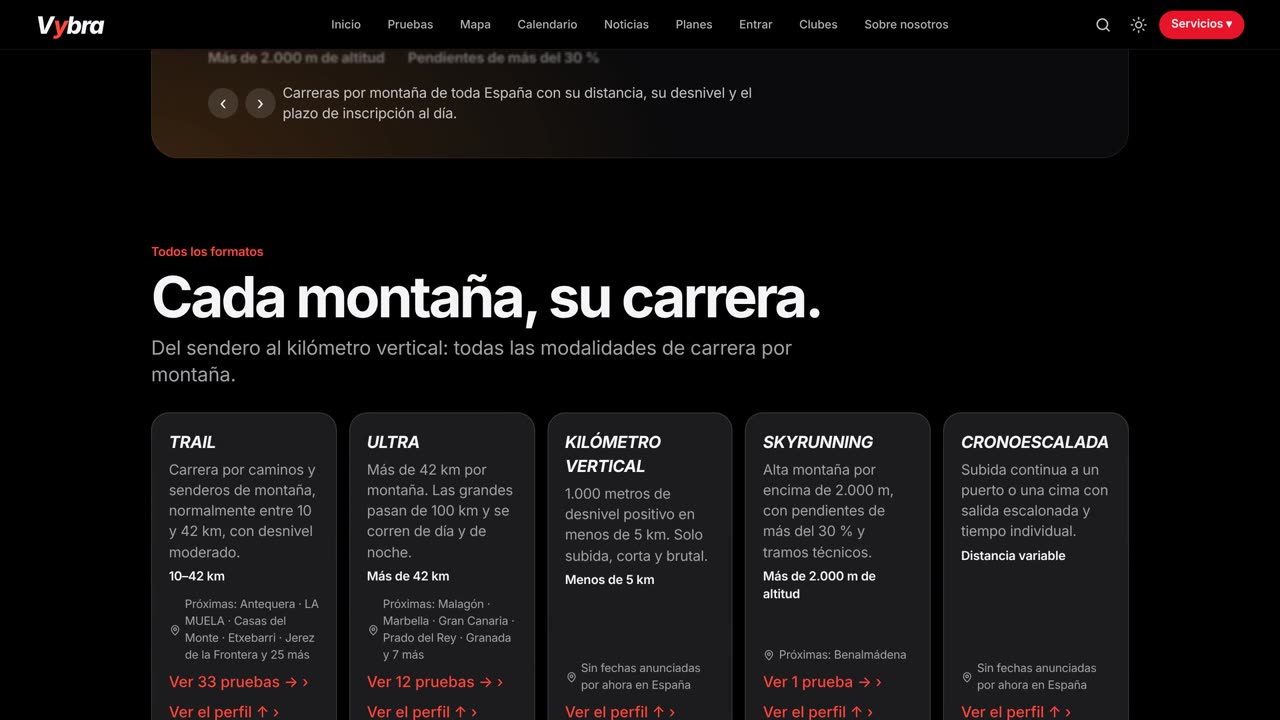 Vybra
Inicio
Pruebas
Mapa
Calendario
Noticias
Planes
Entrar
Clubes
Sobre nosotros
Servicios ▾
Más de 2.000 m de altitud
Pendientes de más del 30 %
‹ › Carreras por montaña de toda España con su distancia, su desnivel y el
plazo de inscripción al día.
Todos los formatos
Cada montaña, su carrera.
Del sendero al kilómetro vertical: todas las modalidades de carrera por
montaña.
TRAIL
Carrera por caminos y
senderos de montaña,
normalmente entre 10
y 42 km, con desnivel
moderado.
10–42 km
Próximas: Antequera · LA
MUELA · Casas del
Monte · Etxebarri · Jerez
de la Frontera y 25 más
Ver 33 pruebas → ›
Ver el perfil ↑ ›
ULTRA
Más de 42 km por
montaña. Las grandes
pasan de 100 km y se
corren de día y de
noche.
Más de 42 km
Próximas: Malagón ·
Marbella · Gran Canaria ·
Prado del Rey · Granada
y 7 más
Ver 12 pruebas → ›
Ver el perfil ↑ ›
KILÓMETRO
VERTICAL
1.000 metros de
desnivel positivo en
menos de 5 km. Solo
subida, corta y brutal.
Menos de 5 km
Sin fechas anunciadas
por ahora en España
Ver el perfil ↑ ›
SKYRUNNING
Alta montaña por
encima de 2.000 m,
con pendientes de
más del 30 % y
tramos técnicos.
Más de 2.000 m de
altitud
Próximas: Benalmádena
Ver 1 prueba → ›
Ver el perfil ↑ ›
CRONOESCALADA
Subida continua a un
puerto o una cima con
salida escalonada y
tiempo individual.
Distancia variable
Sin fechas anunciadas
por ahora en España
Ver el perfil ↑ ›